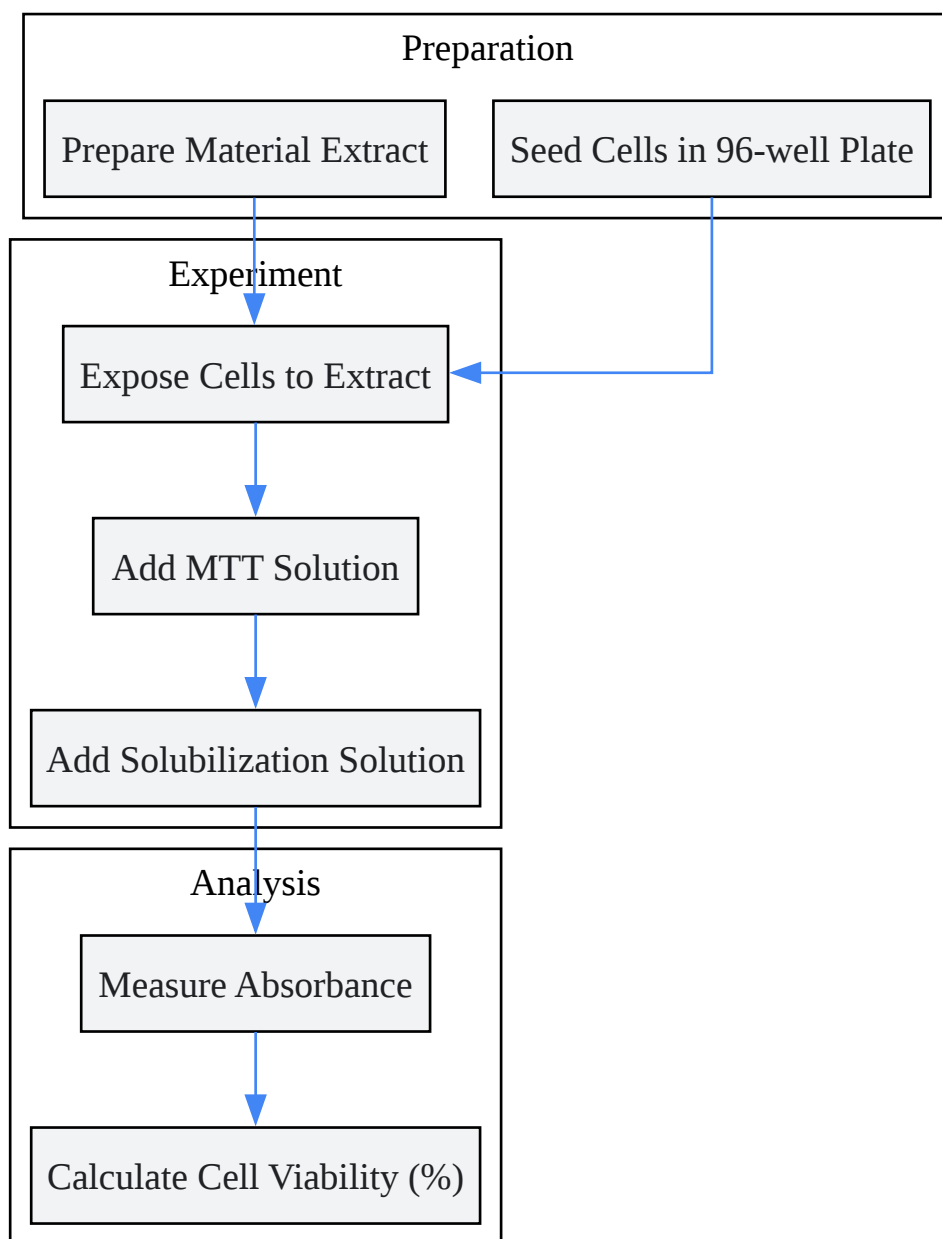 Preparation
Prepare Material Extract
Seed Cells in 96-well Plate
Experiment
Expose Cells to Extract
Add MTT Solution
Add Solubilization Solution
Analysis
Measure Absorbance
Calculate Cell Viability (%)